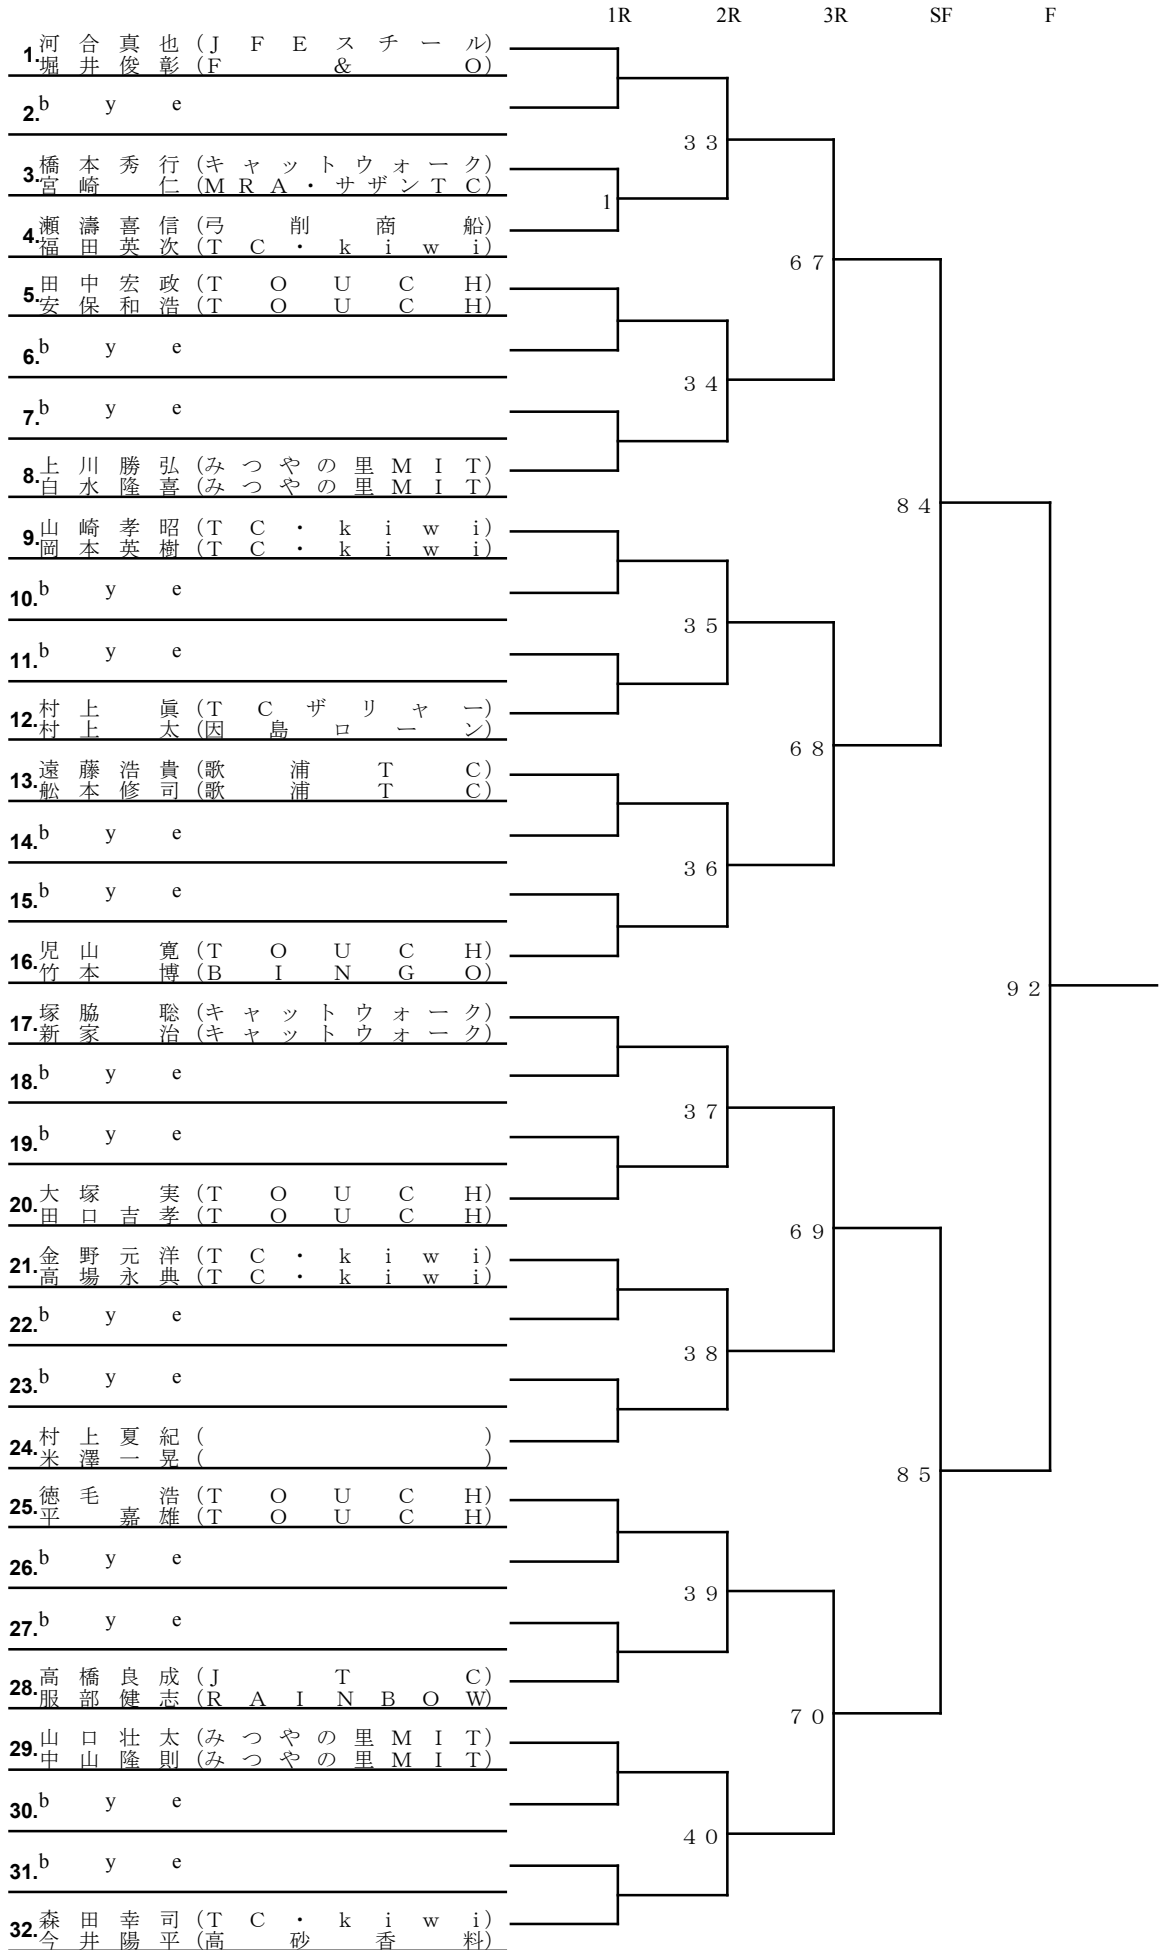 1R 2R 3R SF F
1. 河合真也(JFEスチール)
堀井俊彰(F&O)
2. bye
33
3. 橋本秀行(キャットウォーク)
宮崎 仁(MRA・サザンTC)
1
4. 瀬濤喜信(弓削商船)
福田英次(TC・kiwi)
67
5. 田中宏政(TOUCH)
安保和浩(TOUCH)
6. bye
34
7. bye
8. 上川勝弘(みつやの里MIT)
白水隆喜(みつやの里MIT)
84
9. 山崎孝昭(TC・kiwi)
岡本英樹(TC・kiwi)
10. bye
35
11. bye
12. 村上 眞(TCザリャー)
村上 太(因島ローン)
68
13. 遠藤浩貴(歌浦TC)
舩本修司(歌浦TC)
14. bye
36
15. bye
16. 児山 寛(TOUCH)
竹本 博(BINGO)
92
17. 塚脇 聡(キャットウォーク)
新家 治(キャットウォーク)
18. bye
37
19. bye
20. 大塚 実(TOUCH)
田口吉孝(TOUCH)
69
21. 金野元洋(TC・kiwi)
高場永典(TC・kiwi)
22. bye
38
23. bye
24. 村上夏紀( )
米澤一晃( )
85
25. 徳毛 浩(TOUCH)
平 嘉雄(TOUCH)
26. bye
39
27. bye
28. 高橋良成(JTC)
服部健志(RAINBOW)
70
29. 山口壮太(みつやの里MIT)
中山隆則(みつやの里MIT)
30. bye
40
31. bye
32. 森田幸司(TC・kiwi)
今井陽平(高砂香料)